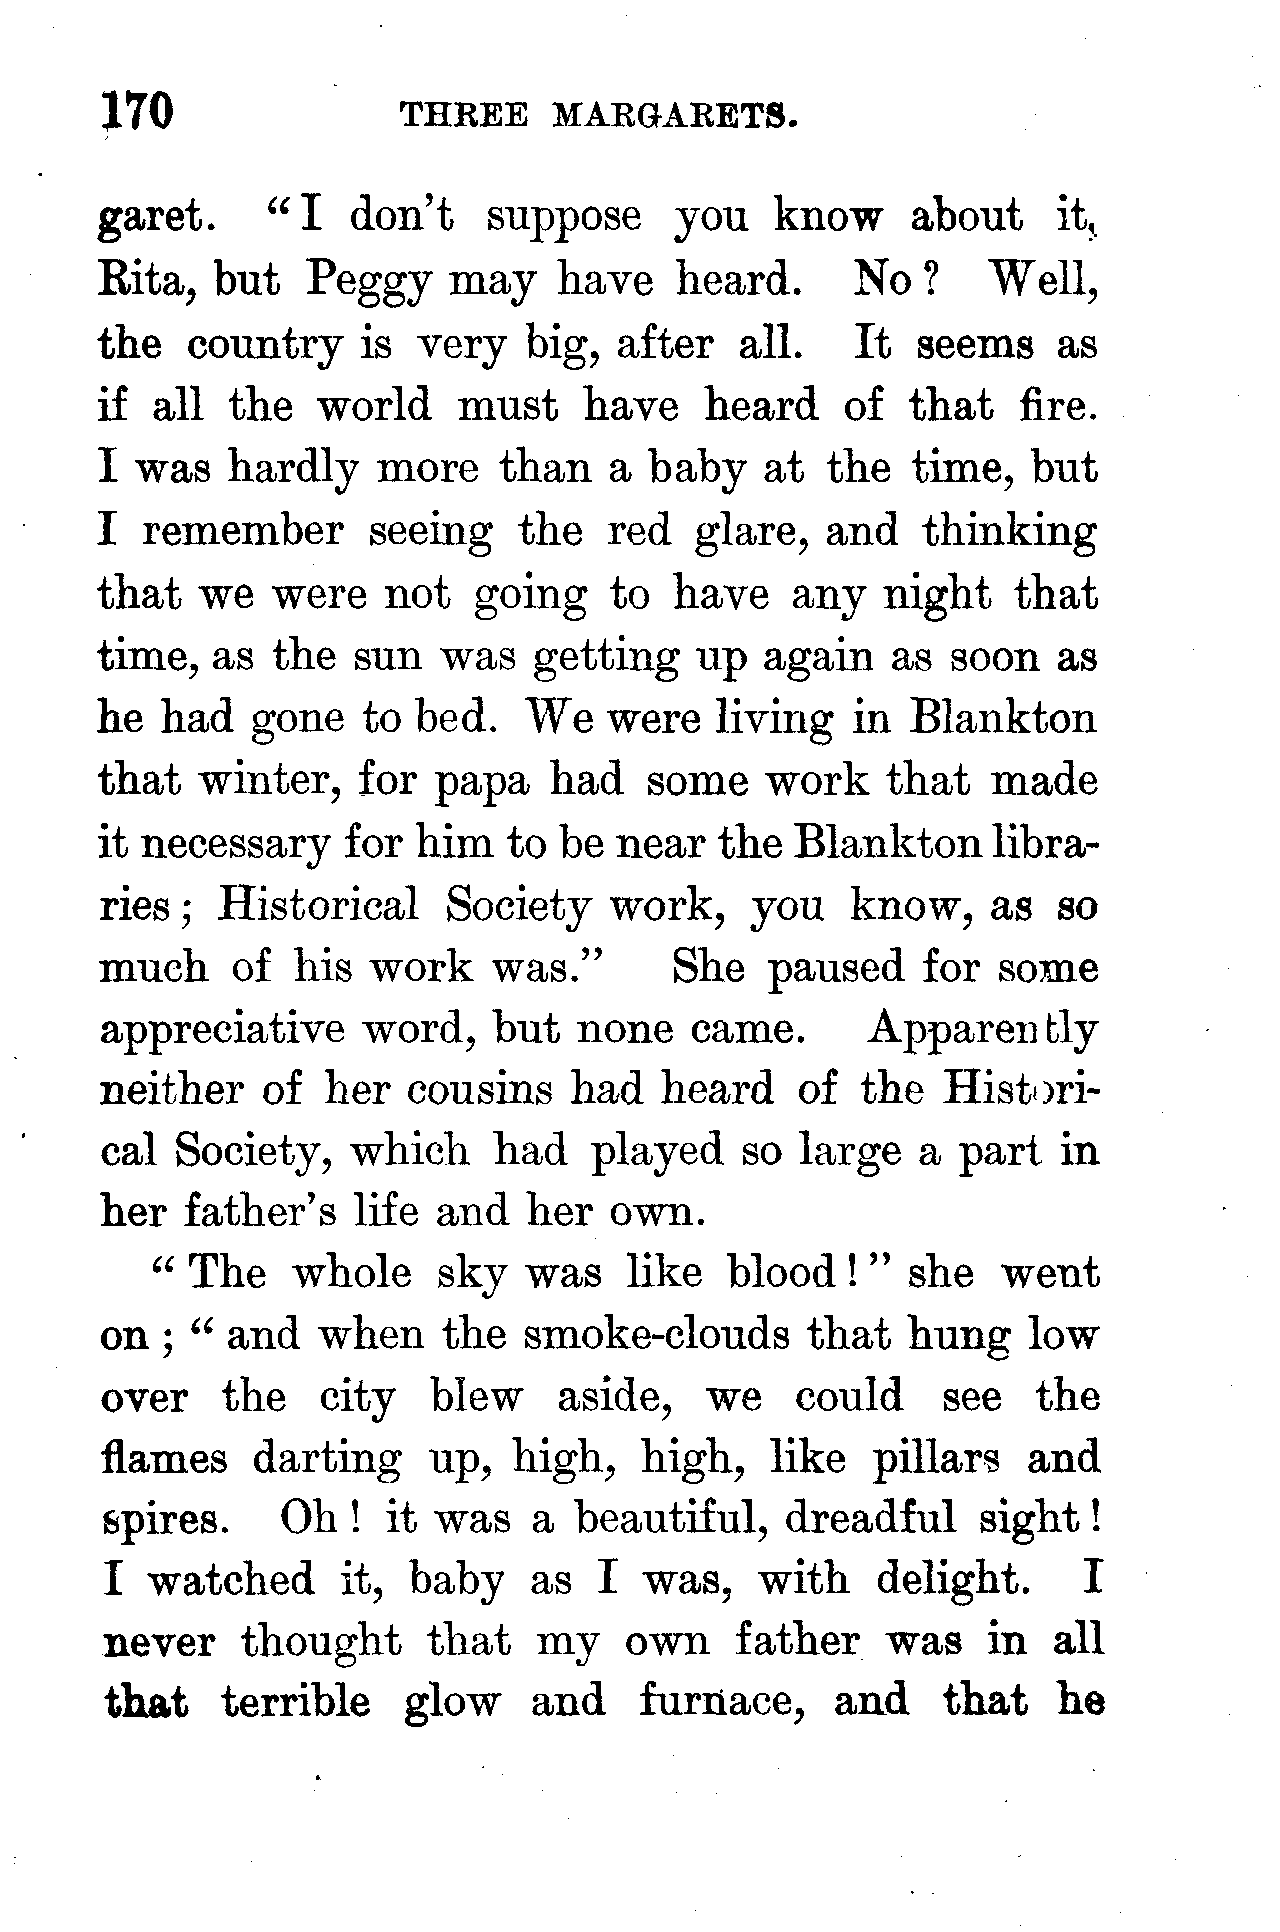 170 THREE MARGARETS.
garet. “I don’t suppose you know about it,
Rita, but Peggy may have heard. No? Well,
the country is very big, after all. It seems as
if all the world must have heard of that fire.
I was hardly more than a baby at the time, but
I remember seeing the red glare, and thinking
that we were not going to have any night that
time, as the sun was getting up again as soon as
he had gone to bed. We were living in Blankton
that winter, for papa had some work that made
it necessary for him to be near the Blankton libra-
ries; Historical Society work, you know, as so
much of his work was.” She paused for some
appreciative word, but none came. Apparently
neither of her cousins had heard of the Histori-
cal Society, which had played so large a part in
her father’s life and her own.
“The whole sky was like blood!” she went
on; “and when the smoke-clouds that hung low
over the city blew aside, we could see the
flames darting up, high, high, like pillars and
spires. Oh! it was a beautiful, dreadful sight!
I watched it, baby as I was, with delight. I
never thought that my own father was in all
that terrible glow and furnace, and that he